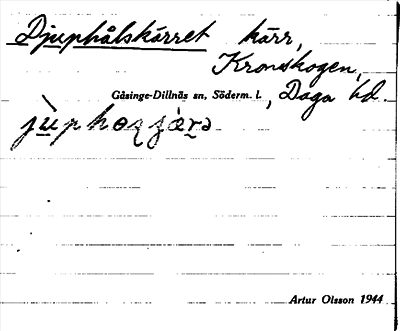 Djuphålskärret kärr,
Kronskogen,
Gåsinge-Dillnäs sn, Söderm. l., Daga hd.
Artur Olsson 1944